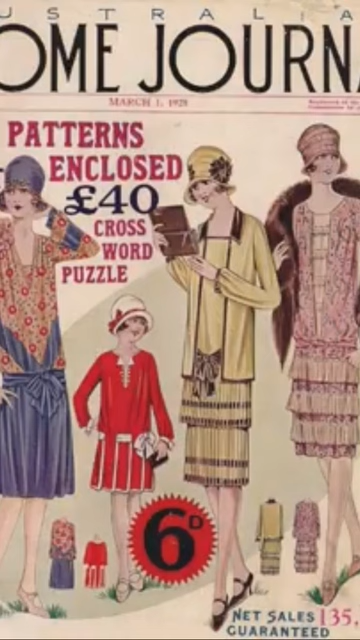 USTRALIA
OME JOURNA
MARCH 1, 1928
PATTERNS
ENCLOSED
£40
CROSS
WORD
PUZZLE
6D
NET SALES 135,
GUARANTEED